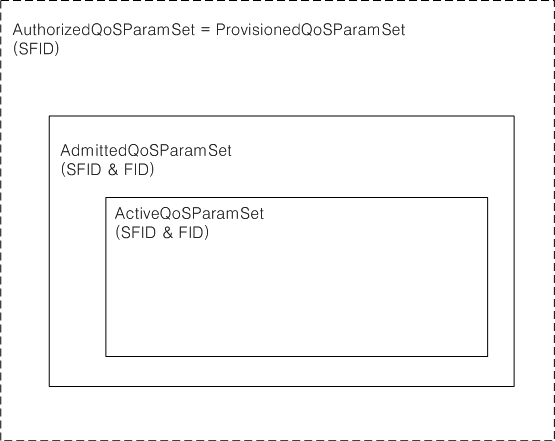 AuthorizedQoSParamSet = ProvisionedQoSParamSet
(SFID)
AdmittedQoSParamSet
(SFID & FID)
ActiveQoSParamSet
(SFID & FID)